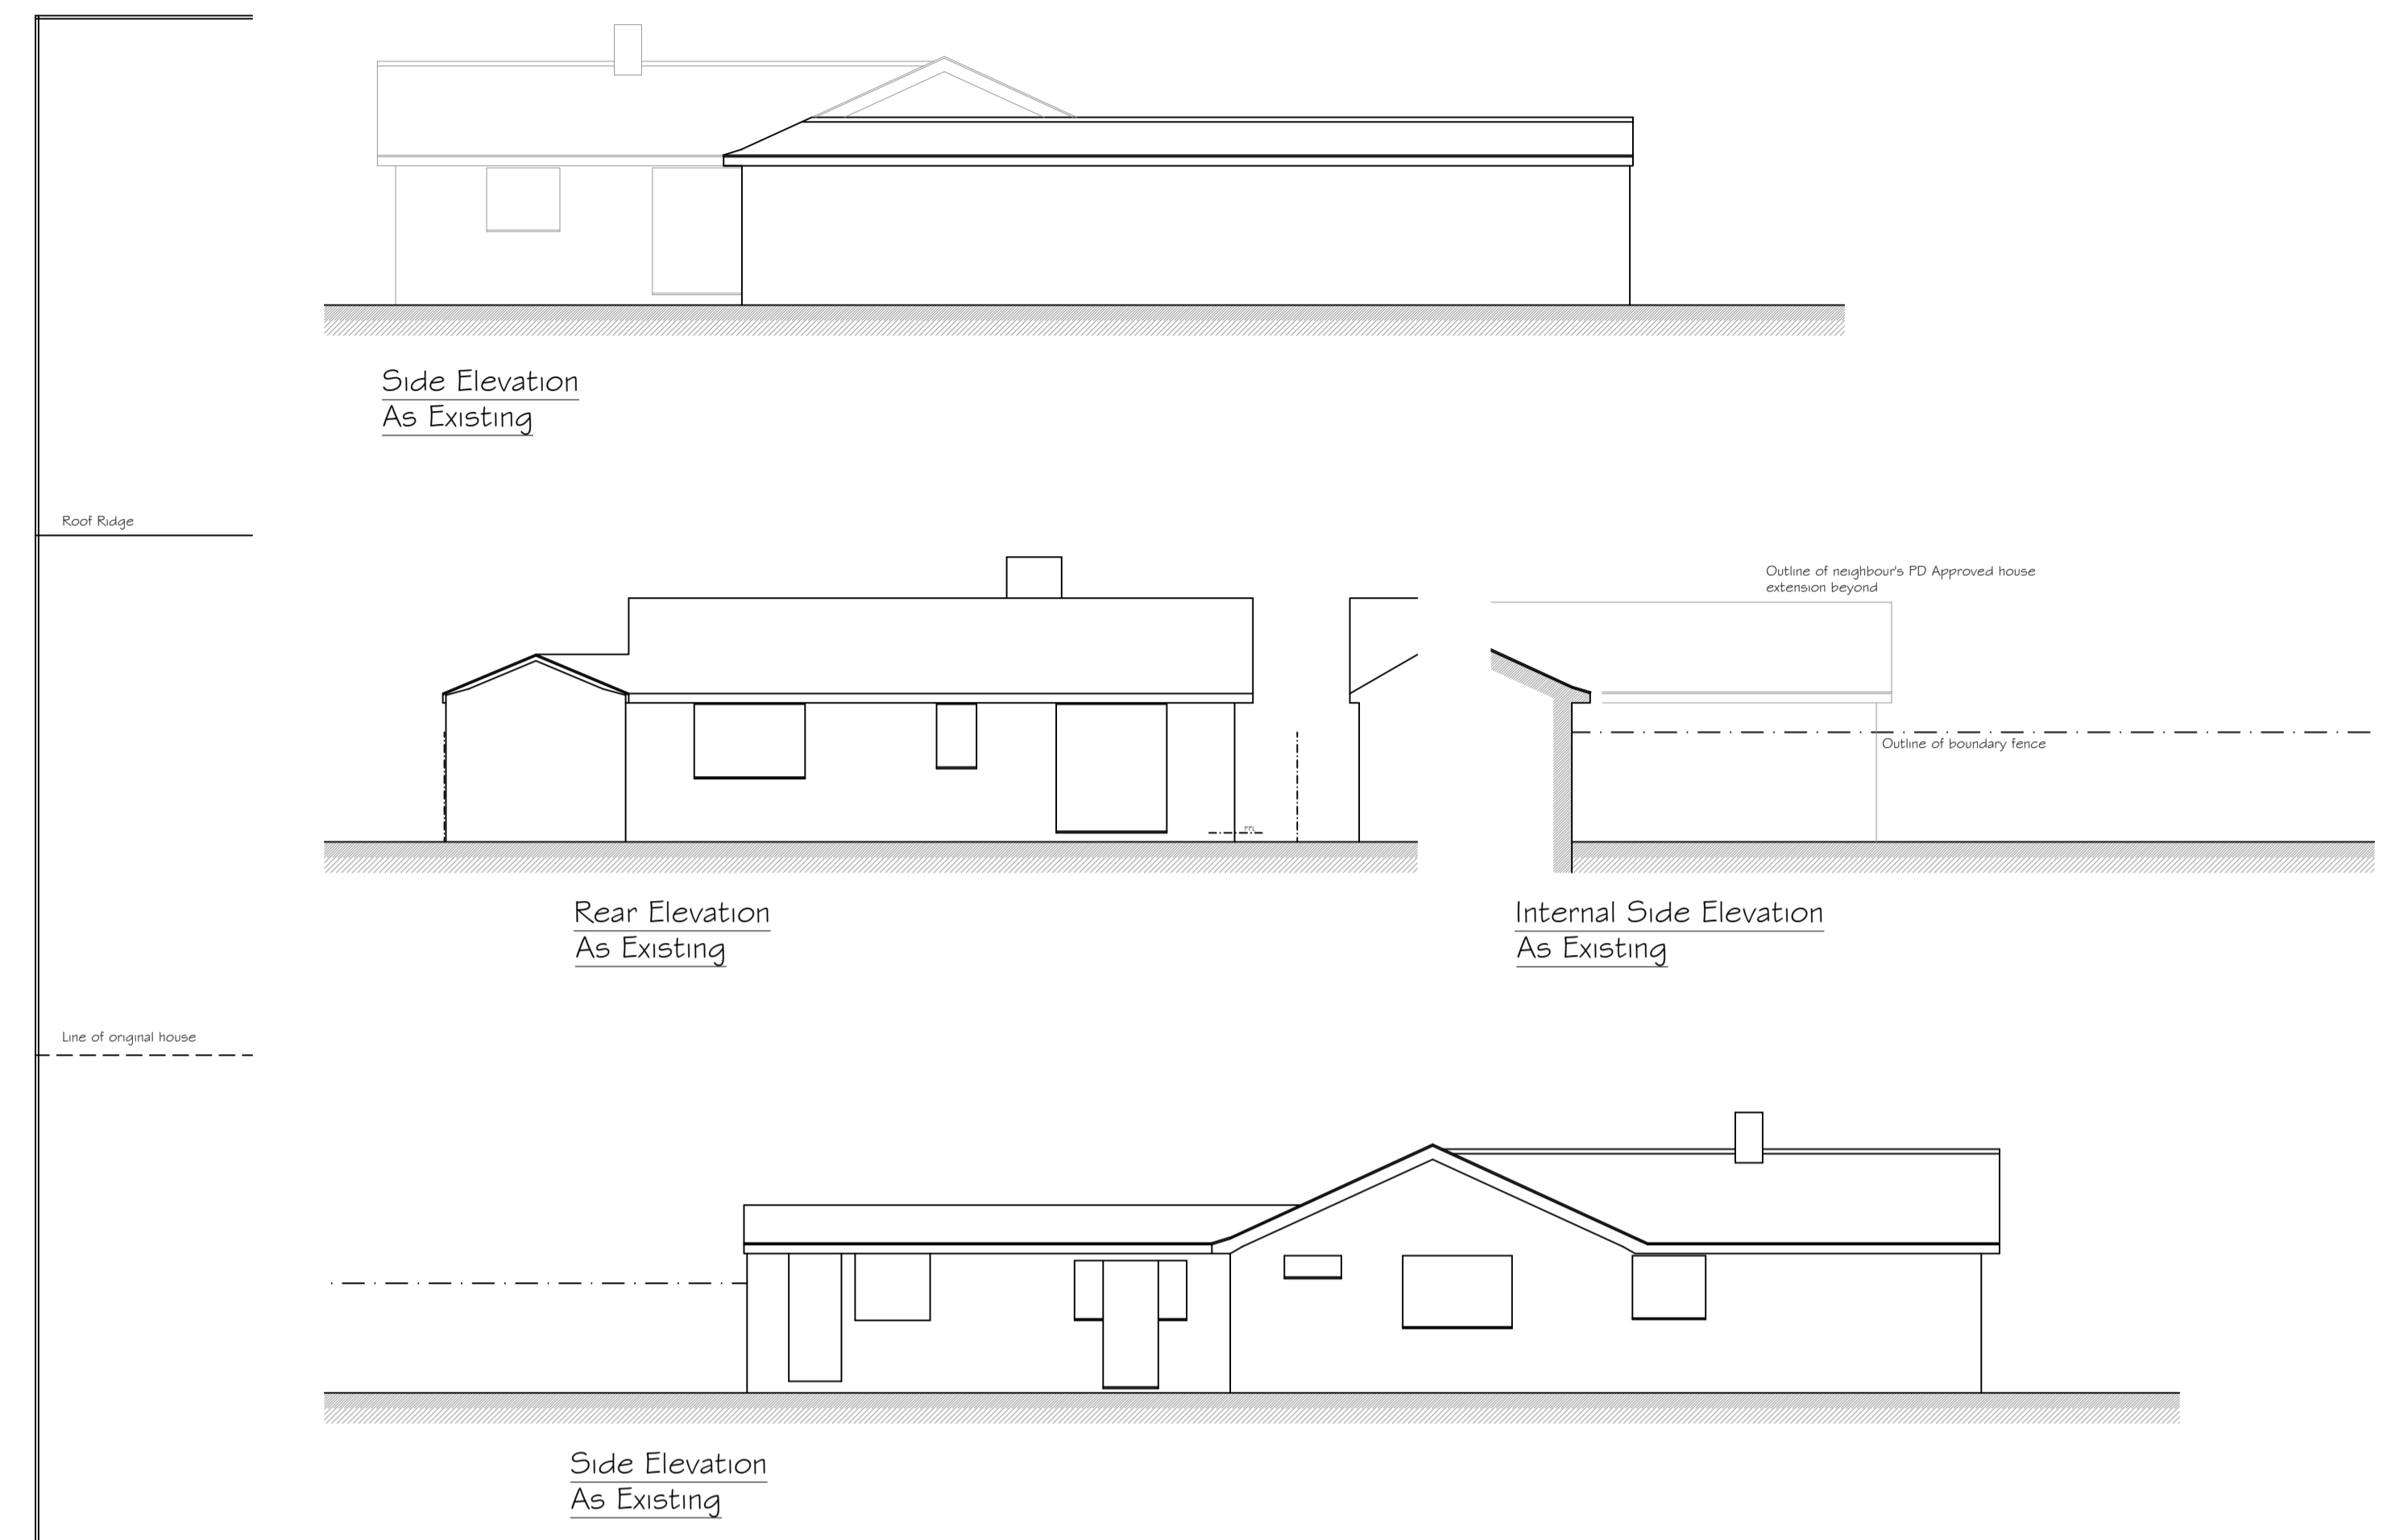 Side Elevation
As Existing
Roof Ridge
Outline of neighbour's PD Approved house
extension beyond
Outline of boundary fence
FFL
Rear Elevation
As Existing
Internal Side Elevation
As Existing
Line of original house
Side Elevation
As Existing